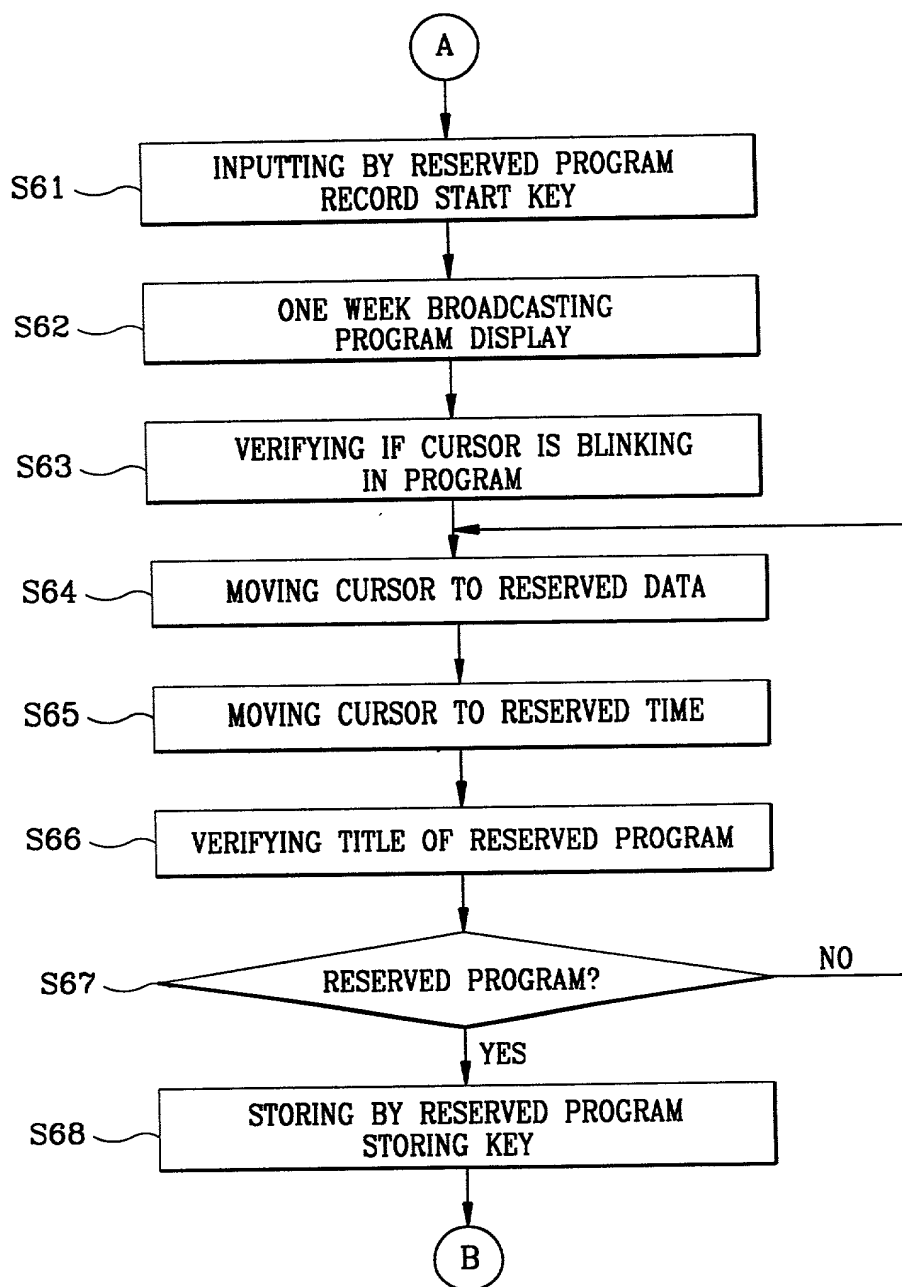 A
S61
INPUTTING BY RESERVED PROGRAM
RECORD START KEY
S62
ONE WEEK BROADCASTING
PROGRAM DISPLAY
S63
VERIFYING IF CURSOR IS BLINKING
IN PROGRAM
S64
MOVING CURSOR TO RESERVED DATA
S65
MOVING CURSOR TO RESERVED TIME
S66
VERIFYING TITLE OF RESERVED PROGRAM
S67
RESERVED PROGRAM?
NO
YES
S68
STORING BY RESERVED PROGRAM
STORING KEY
B